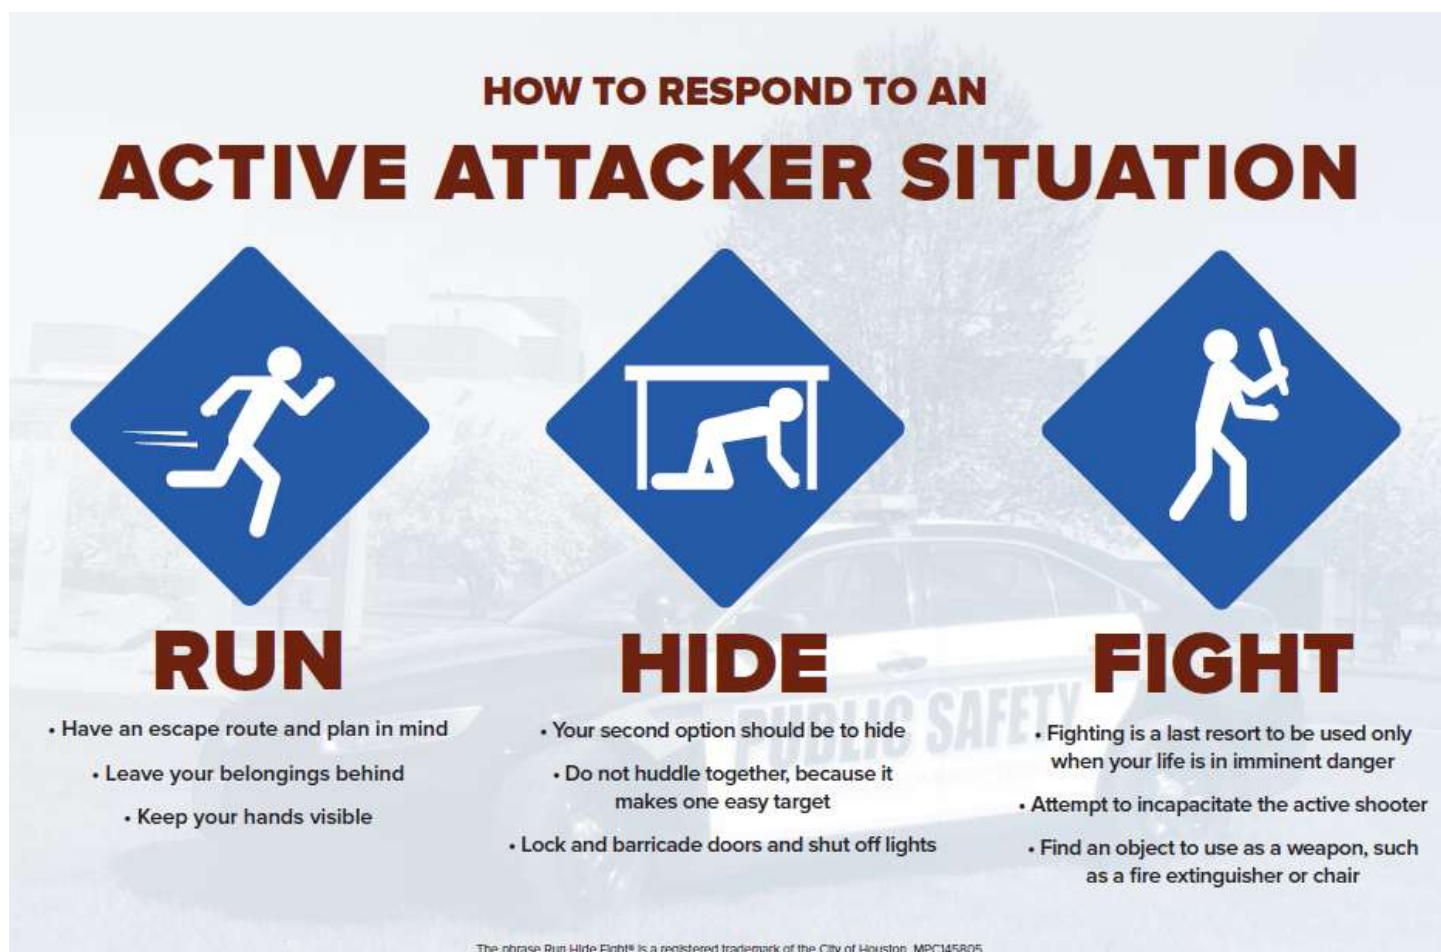 HOW TO RESPOND TO AN
ACTIVE ATTACKER SITUATION
RUN
• Have an escape route and plan in mind
• Leave your belongings behind
• Keep your hands visible
HIDE
• Your second option should be to hide
• Do not huddle together, because it
makes one easy target
• Lock and barricade doors and shut off lights
FIGHT
• Fighting is a last resort to be used only
when your life is in imminent danger
• Attempt to incapacitate the active shooter
• Find an object to use as a weapon, such
as a fire extinguisher or chair
PUBLIC SAFETY
The phrase Run Hide Fight® is a registered trademark of the City of Houston. MPC145805